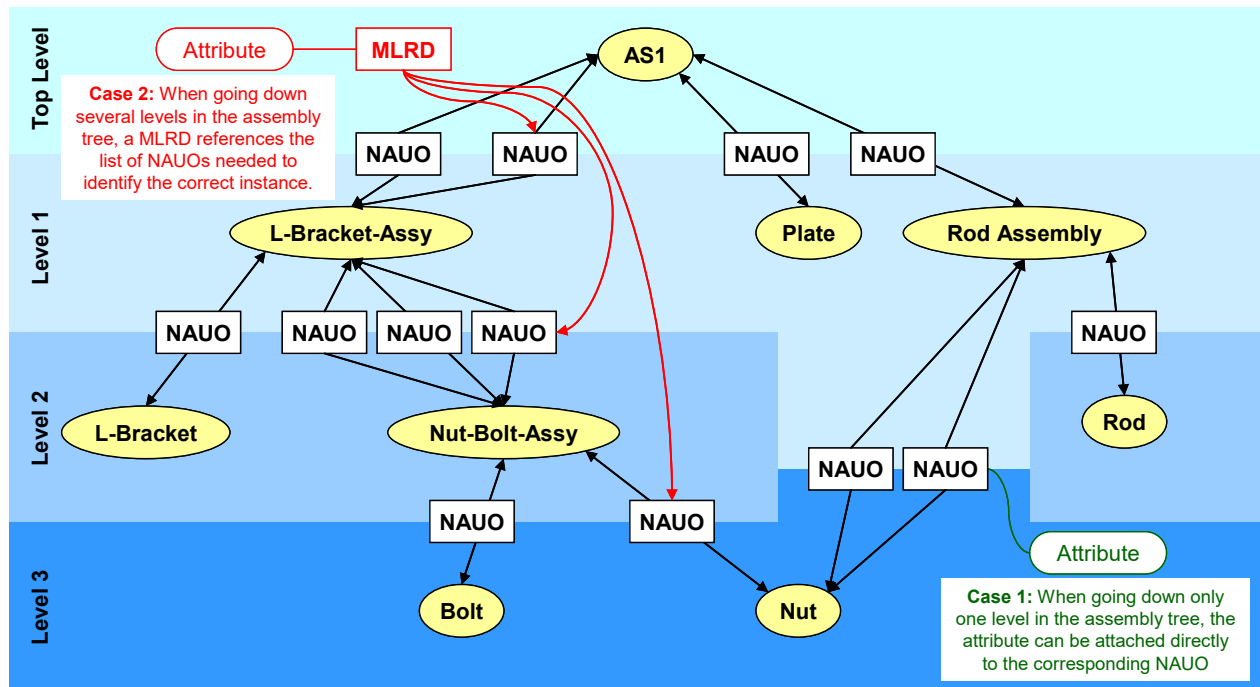 Top Level
Attribute
MLRD
AS1
Case 2: When going down
several levels in the assembly
tree, a MLRD references the
list of NAUOs needed to
identify the correct instance.
NAUO
NAUO
NAUO
NAUO
Level 1
L-Bracket-Assy
Plate
Rod Assembly
NAUO
NAUO
NAUO
NAUO
NAUO
Level 2
L-Bracket
Nut-Bolt-Assy
Rod
NAUO
NAUO
NAUO
NAUO
Attribute
Level 3
Bolt
Nut
Case 1: When going down only
one level in the assembly tree, the
attribute can be attached directly
to the corresponding NAUO